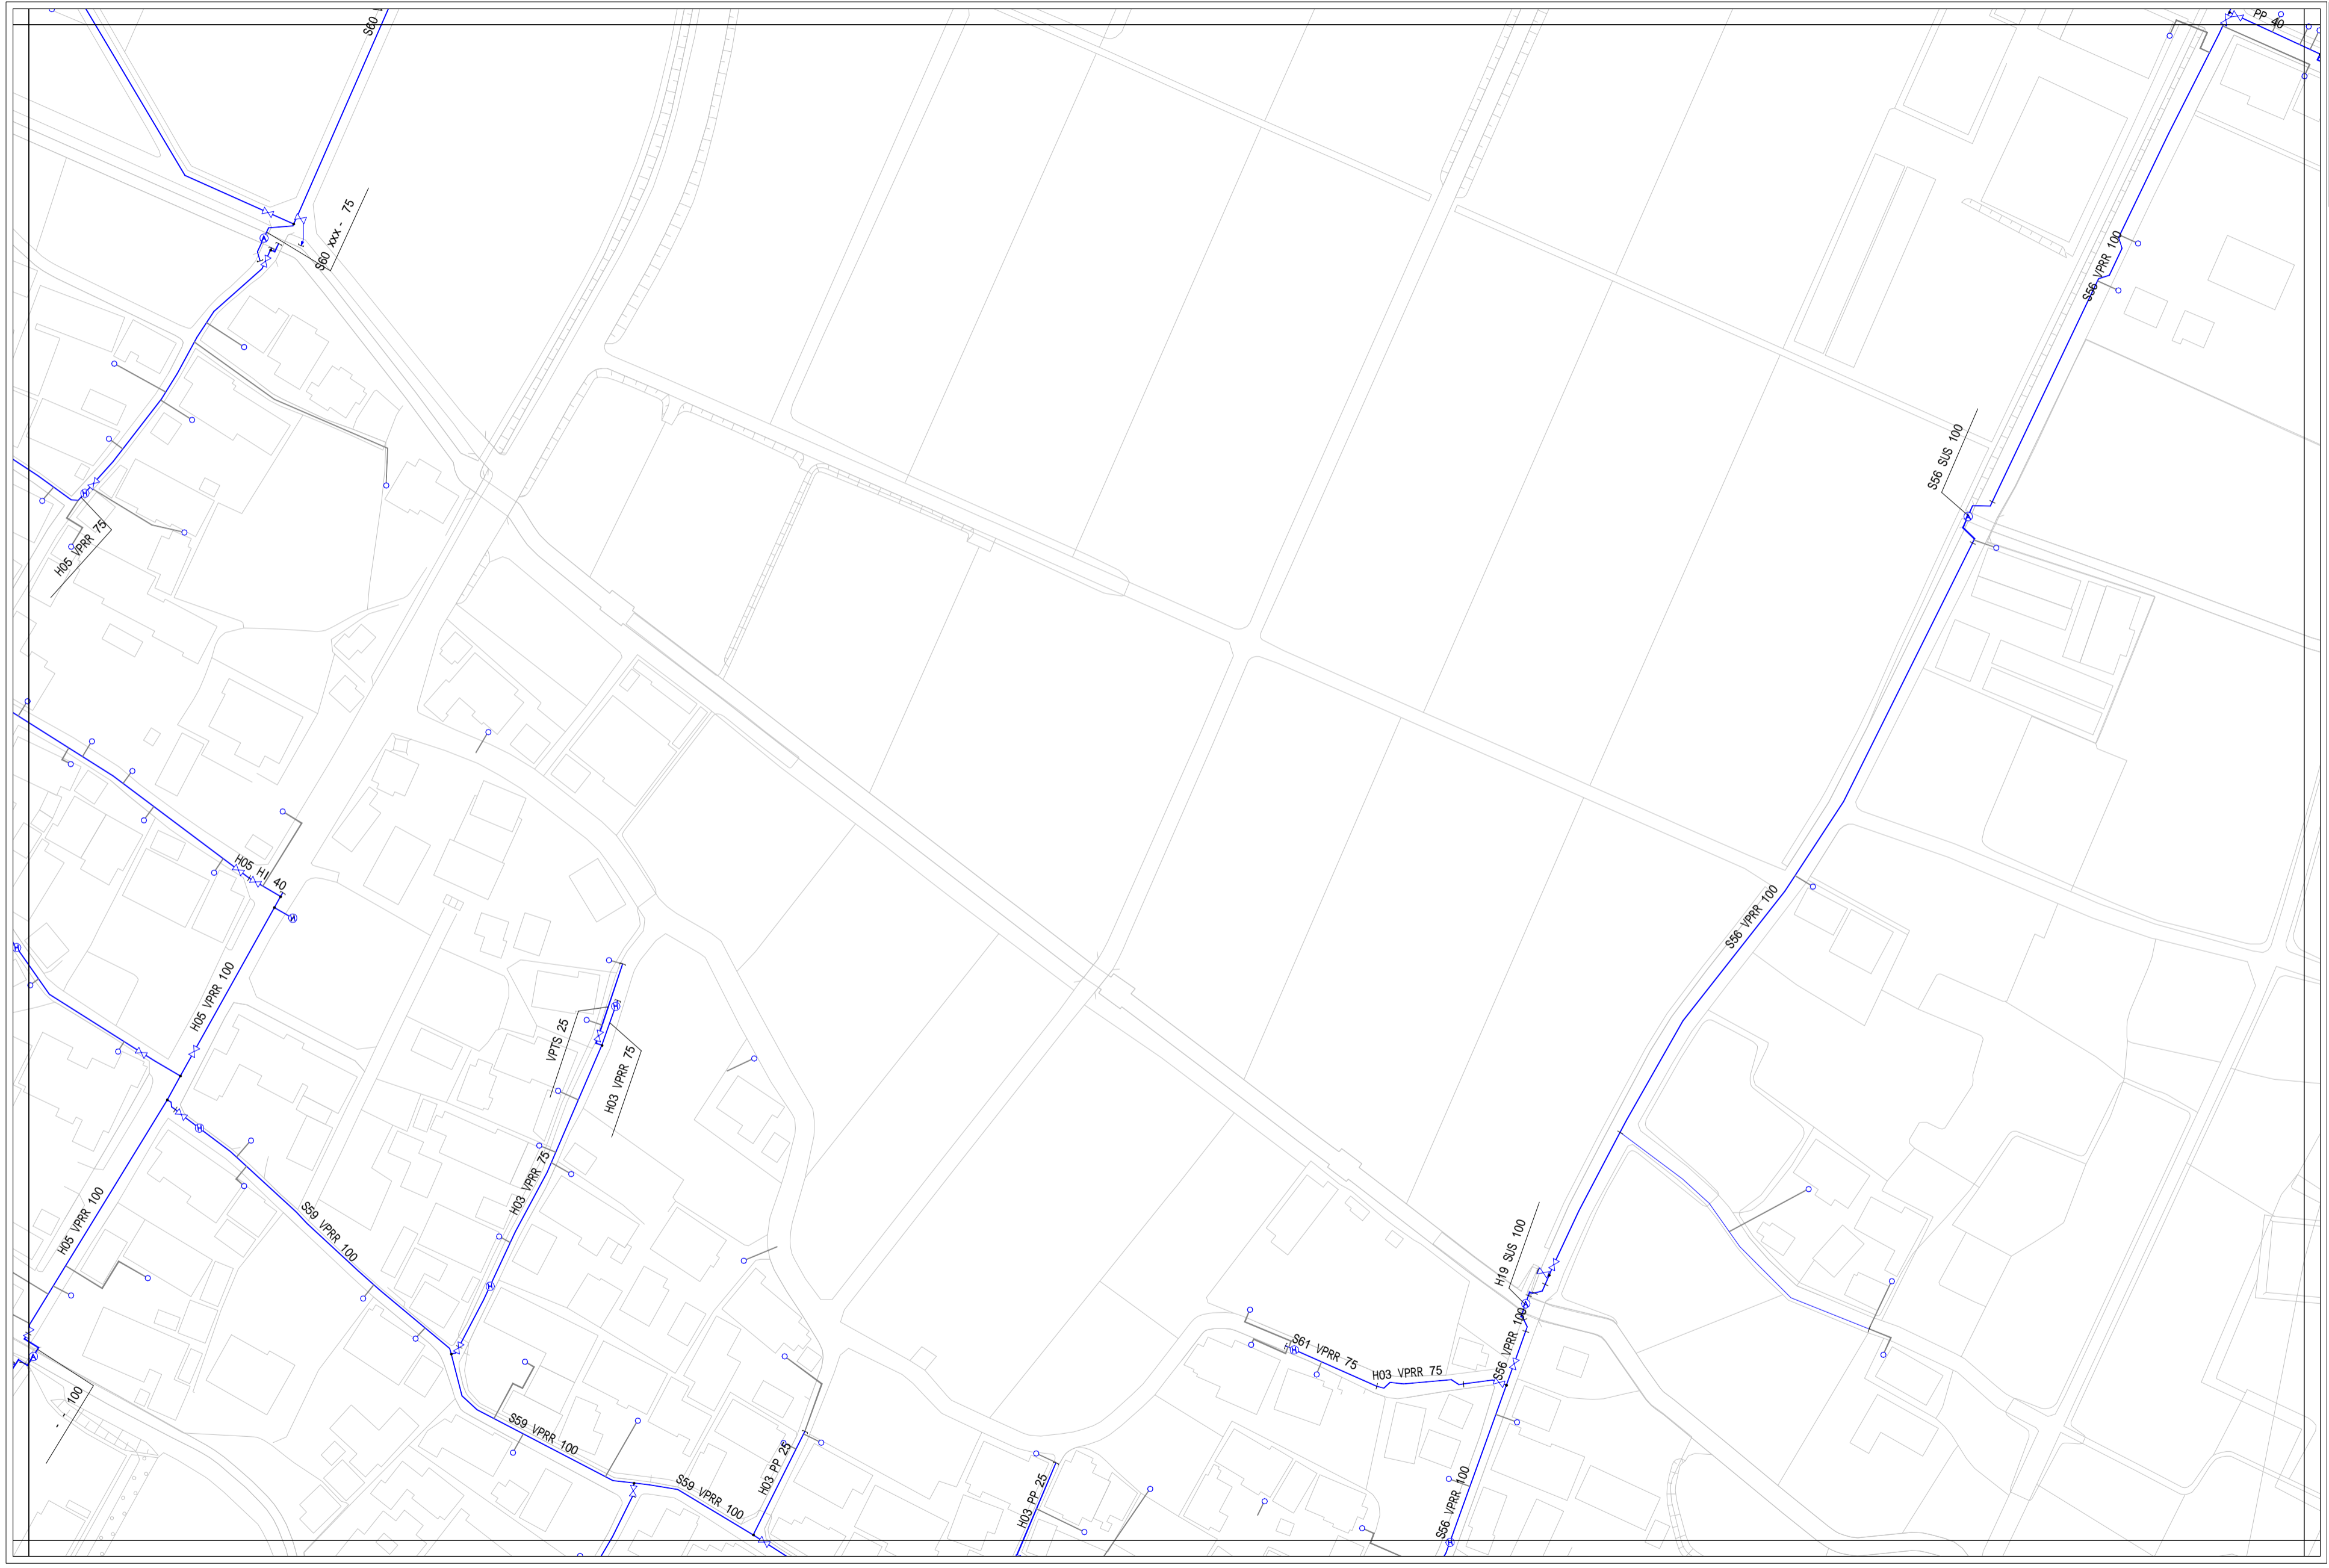 S60
PP 40
S60 xxx - 75
S56 VPRR 100
S56 SUS 100
H05 VPRR 75
H05 HI 40
S56 VPRR 100
H05 VPRR 100
VPTS 25
H03 VPRR 75
H03 VPRR 75
H05 VPRR 100
S59 VPRR 100
H19 SUS 100
S56 VPRR 100
S61 VPRR 75
H03 VPRR 75
- - 100
S59 VPRR 100
S59 VPRR 100
H03 PP 25
H03 PP 25
S56 VPRR 100